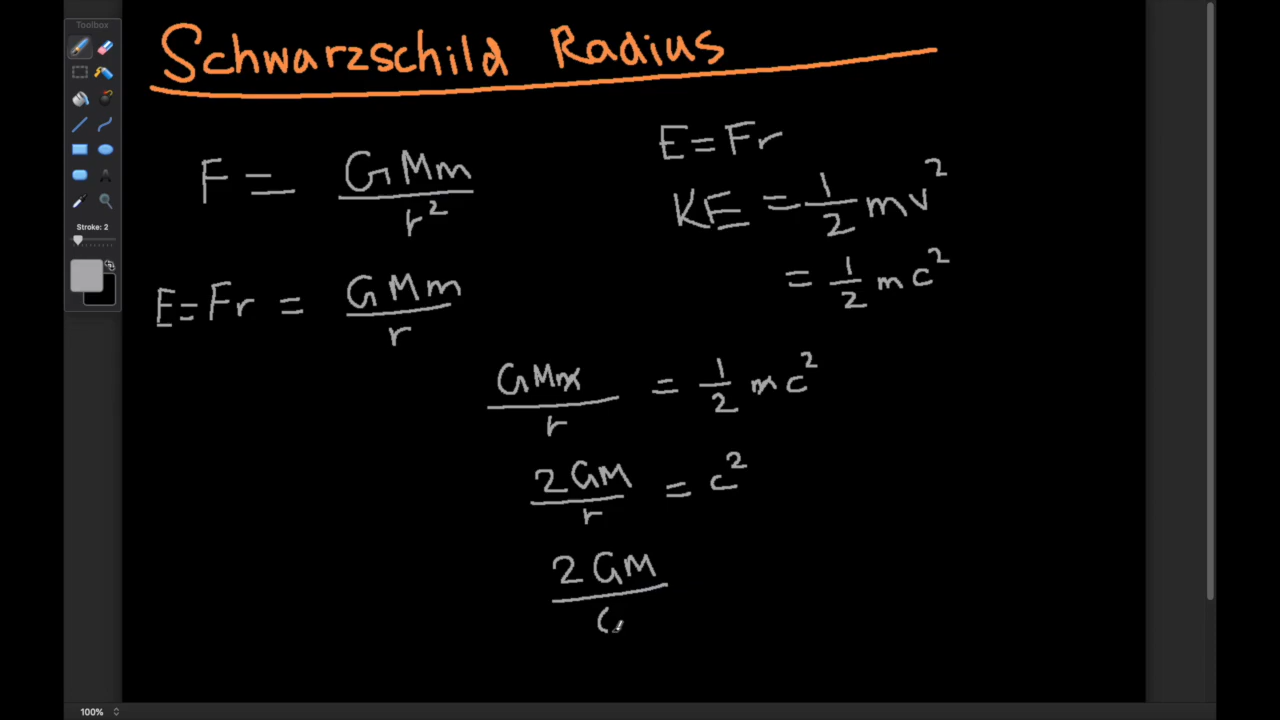 Toolbox
Schwarzschild Radius
F = GMm / r²
E = Fr
KE = 1/2 mv²
= 1/2 mc²
E = Fr = GMm / r
GMm / r = 1/2 mc²
2GM / r = c²
2GM / c
Stroke: 2
100%